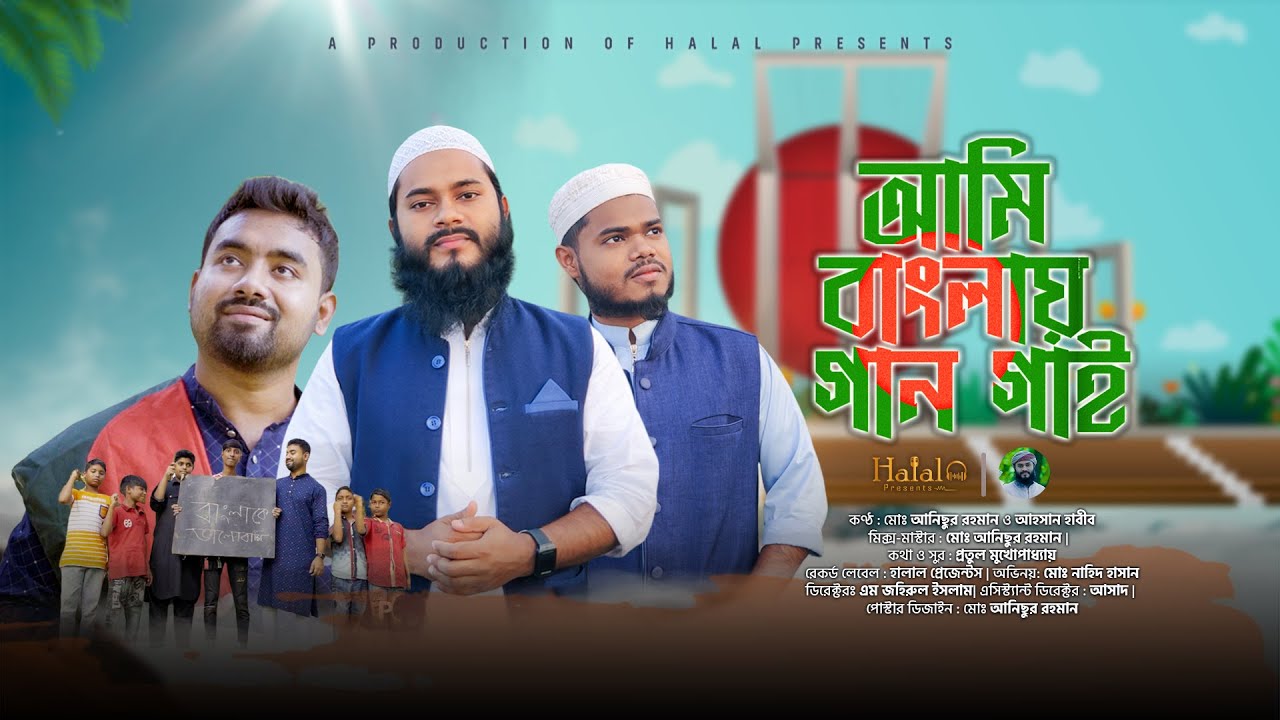 A PRODUCTION OF HALAL PRESENTS
আমি
বাংলায়
গান গাই
Halal
Presents
কণ্ঠ : মোঃ আনিছুর রহমান ও আহসান হাবীব
মিক্স-মাস্টার : মোঃ আনিছুর রহমান |
কথা ও সুর : প্রতুল মুখোপাধ্যায়
রেকর্ড লেবেল : হালাল প্রেজেন্টস | অভিনয়: মোঃ নাহিদ হাসান
ডিরেক্টরঃ এম জহিরুল ইসলাম| এসিস্ট্যান্ট ডিরেক্টর : আসাদ |
পোস্টার ডিজাইন : মোঃ আনিছুর রহমান
বাংলাকে
ভালোবাসি